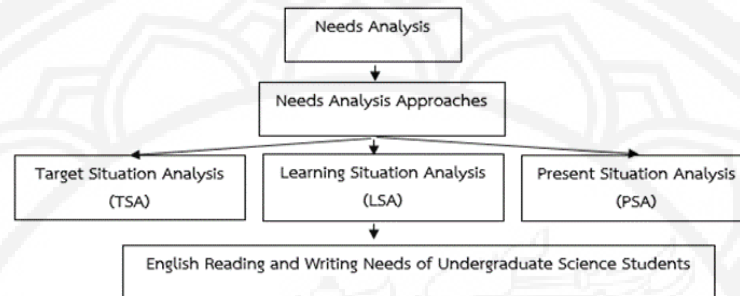 Needs Analysis
Needs Analysis Approaches
Target Situation Analysis
(TSA)
Learning Situation Analysis
(LSA)
Present Situation Analysis
(PSA)
English Reading and Writing Needs of Undergraduate Science Students